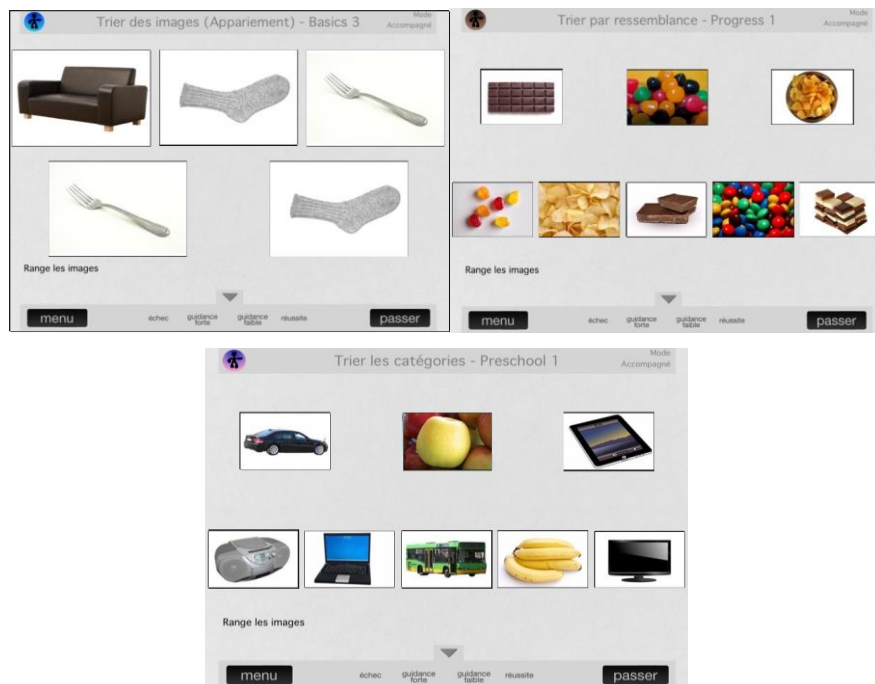 Trier des images (Appariement) - Basics 3
Mode
Accompagné
Range les images
menu
échec
guidance
forte
guidance
faible
réussite
passer
Trier par ressemblance - Progress 1
Mode
Accompagné
Range les images
menu
échec
guidance
forte
guidance
faible
réussite
passer
Trier les catégories - Preschool 1
Mode
Accompagné
Range les images
menu
échec
guidance
forte
guidance
faible
réussite
passer